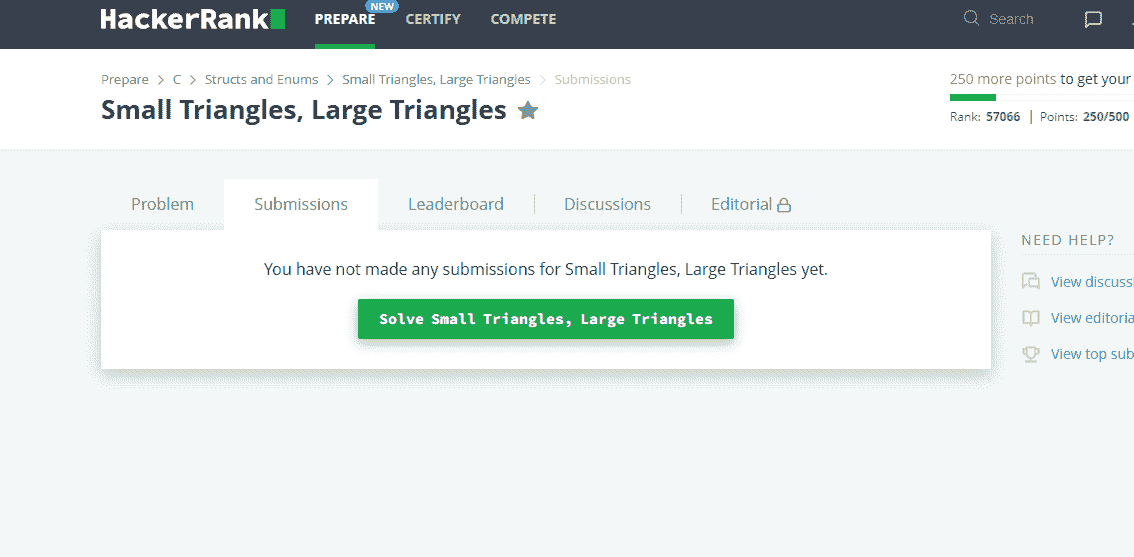 HackerRank
PREPARE
NEW
CERTIFY
COMPETE
Search
Prepare > C > Structs and Enums > Small Triangles, Large Triangles > Submissions
Small Triangles, Large Triangles
250 more points to get your
Rank: 57066 | Points: 250/500
Problem
Submissions
Leaderboard
Discussions
Editorial
You have not made any submissions for Small Triangles, Large Triangles yet.
Solve Small Triangles, Large Triangles
NEED HELP?
View discuss
View editoria
View top sub